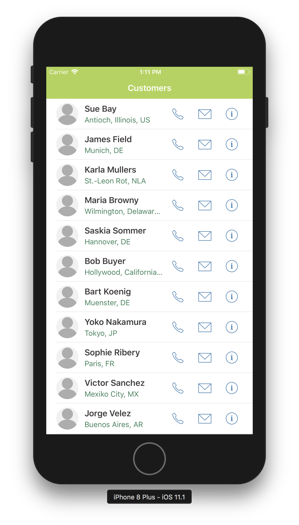 Carrier 1:11 PM
Customers
Sue Bay
Antioch, Illinois, US
James Field
Munich, DE
Karla Mullers
St.-Leon Rot, NLA
Maria Browny
Wilmington, Delawar...
Saskia Sommer
Hannover, DE
Bob Buyer
Hollywood, California...
Bart Koenig
Muenster, DE
Yoko Nakamura
Tokyo, JP
Sophie Ribery
Paris, FR
Victor Sanchez
Mexiko City, MX
Jorge Velez
Buenos Aires, AR
iPhone 8 Plus - iOS 11.1